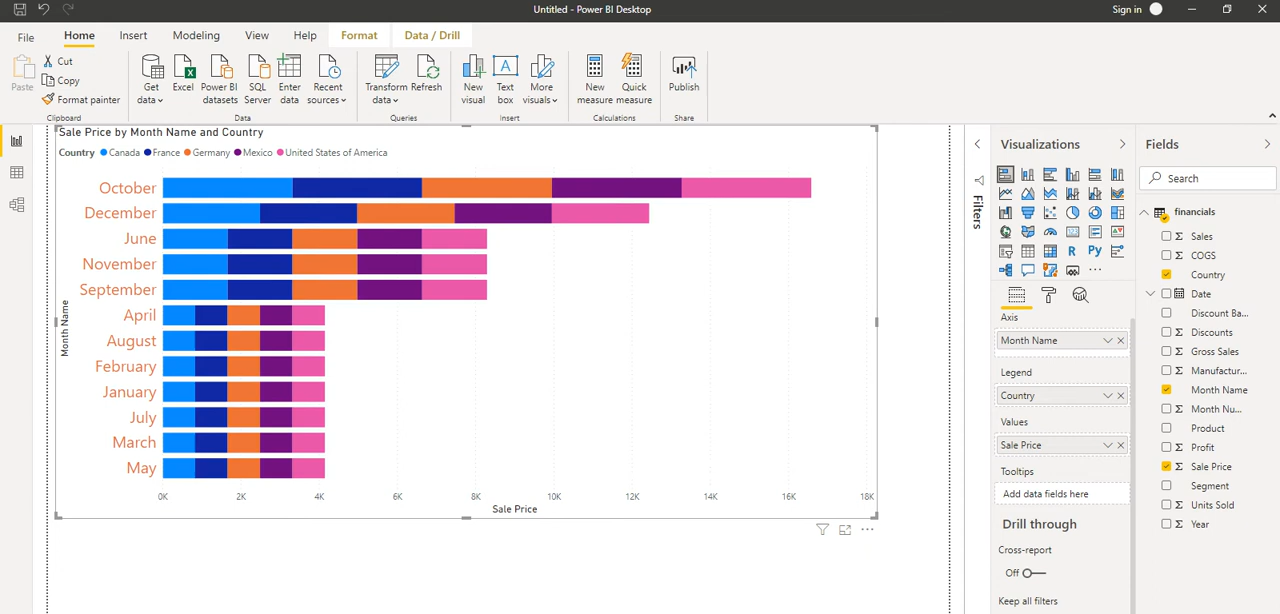 Untitled - Power BI Desktop
Sign in
File
Home
Insert
Modeling
View
Help
Format
Data / Drill
Paste
Cut
Copy
Format painter
Clipboard
Get data
Excel
Power BI datasets
SQL Server
Enter data
Recent sources
Data
Transform data
Refresh
Queries
New visual
Text box
More visuals
Insert
New measure
Quick measure
Calculations
Publish
Share
Sale Price by Month Name and Country
Country Canada France Germany Mexico United States of America
Month Name
October
December
June
November
September
April
August
February
January
July
March
May
0K 2K 4K 6K 8K 10K 12K 14K 16K 18K
Sale Price
Filters
Visualizations
R
Py
Axis
Month Name
Legend
Country
Values
Sale Price
Tooltips
Add data fields here
Drill through
Cross-report
Off
Keep all filters
Fields
Search
financials
Σ Sales
Σ COGS
Country
Date
Discount Ba...
Σ Discounts
Σ Gross Sales
Σ Manufactur...
Month Name
Σ Month Nu...
Product
Σ Profit
Σ Sale Price
Segment
Σ Units Sold
Σ Year